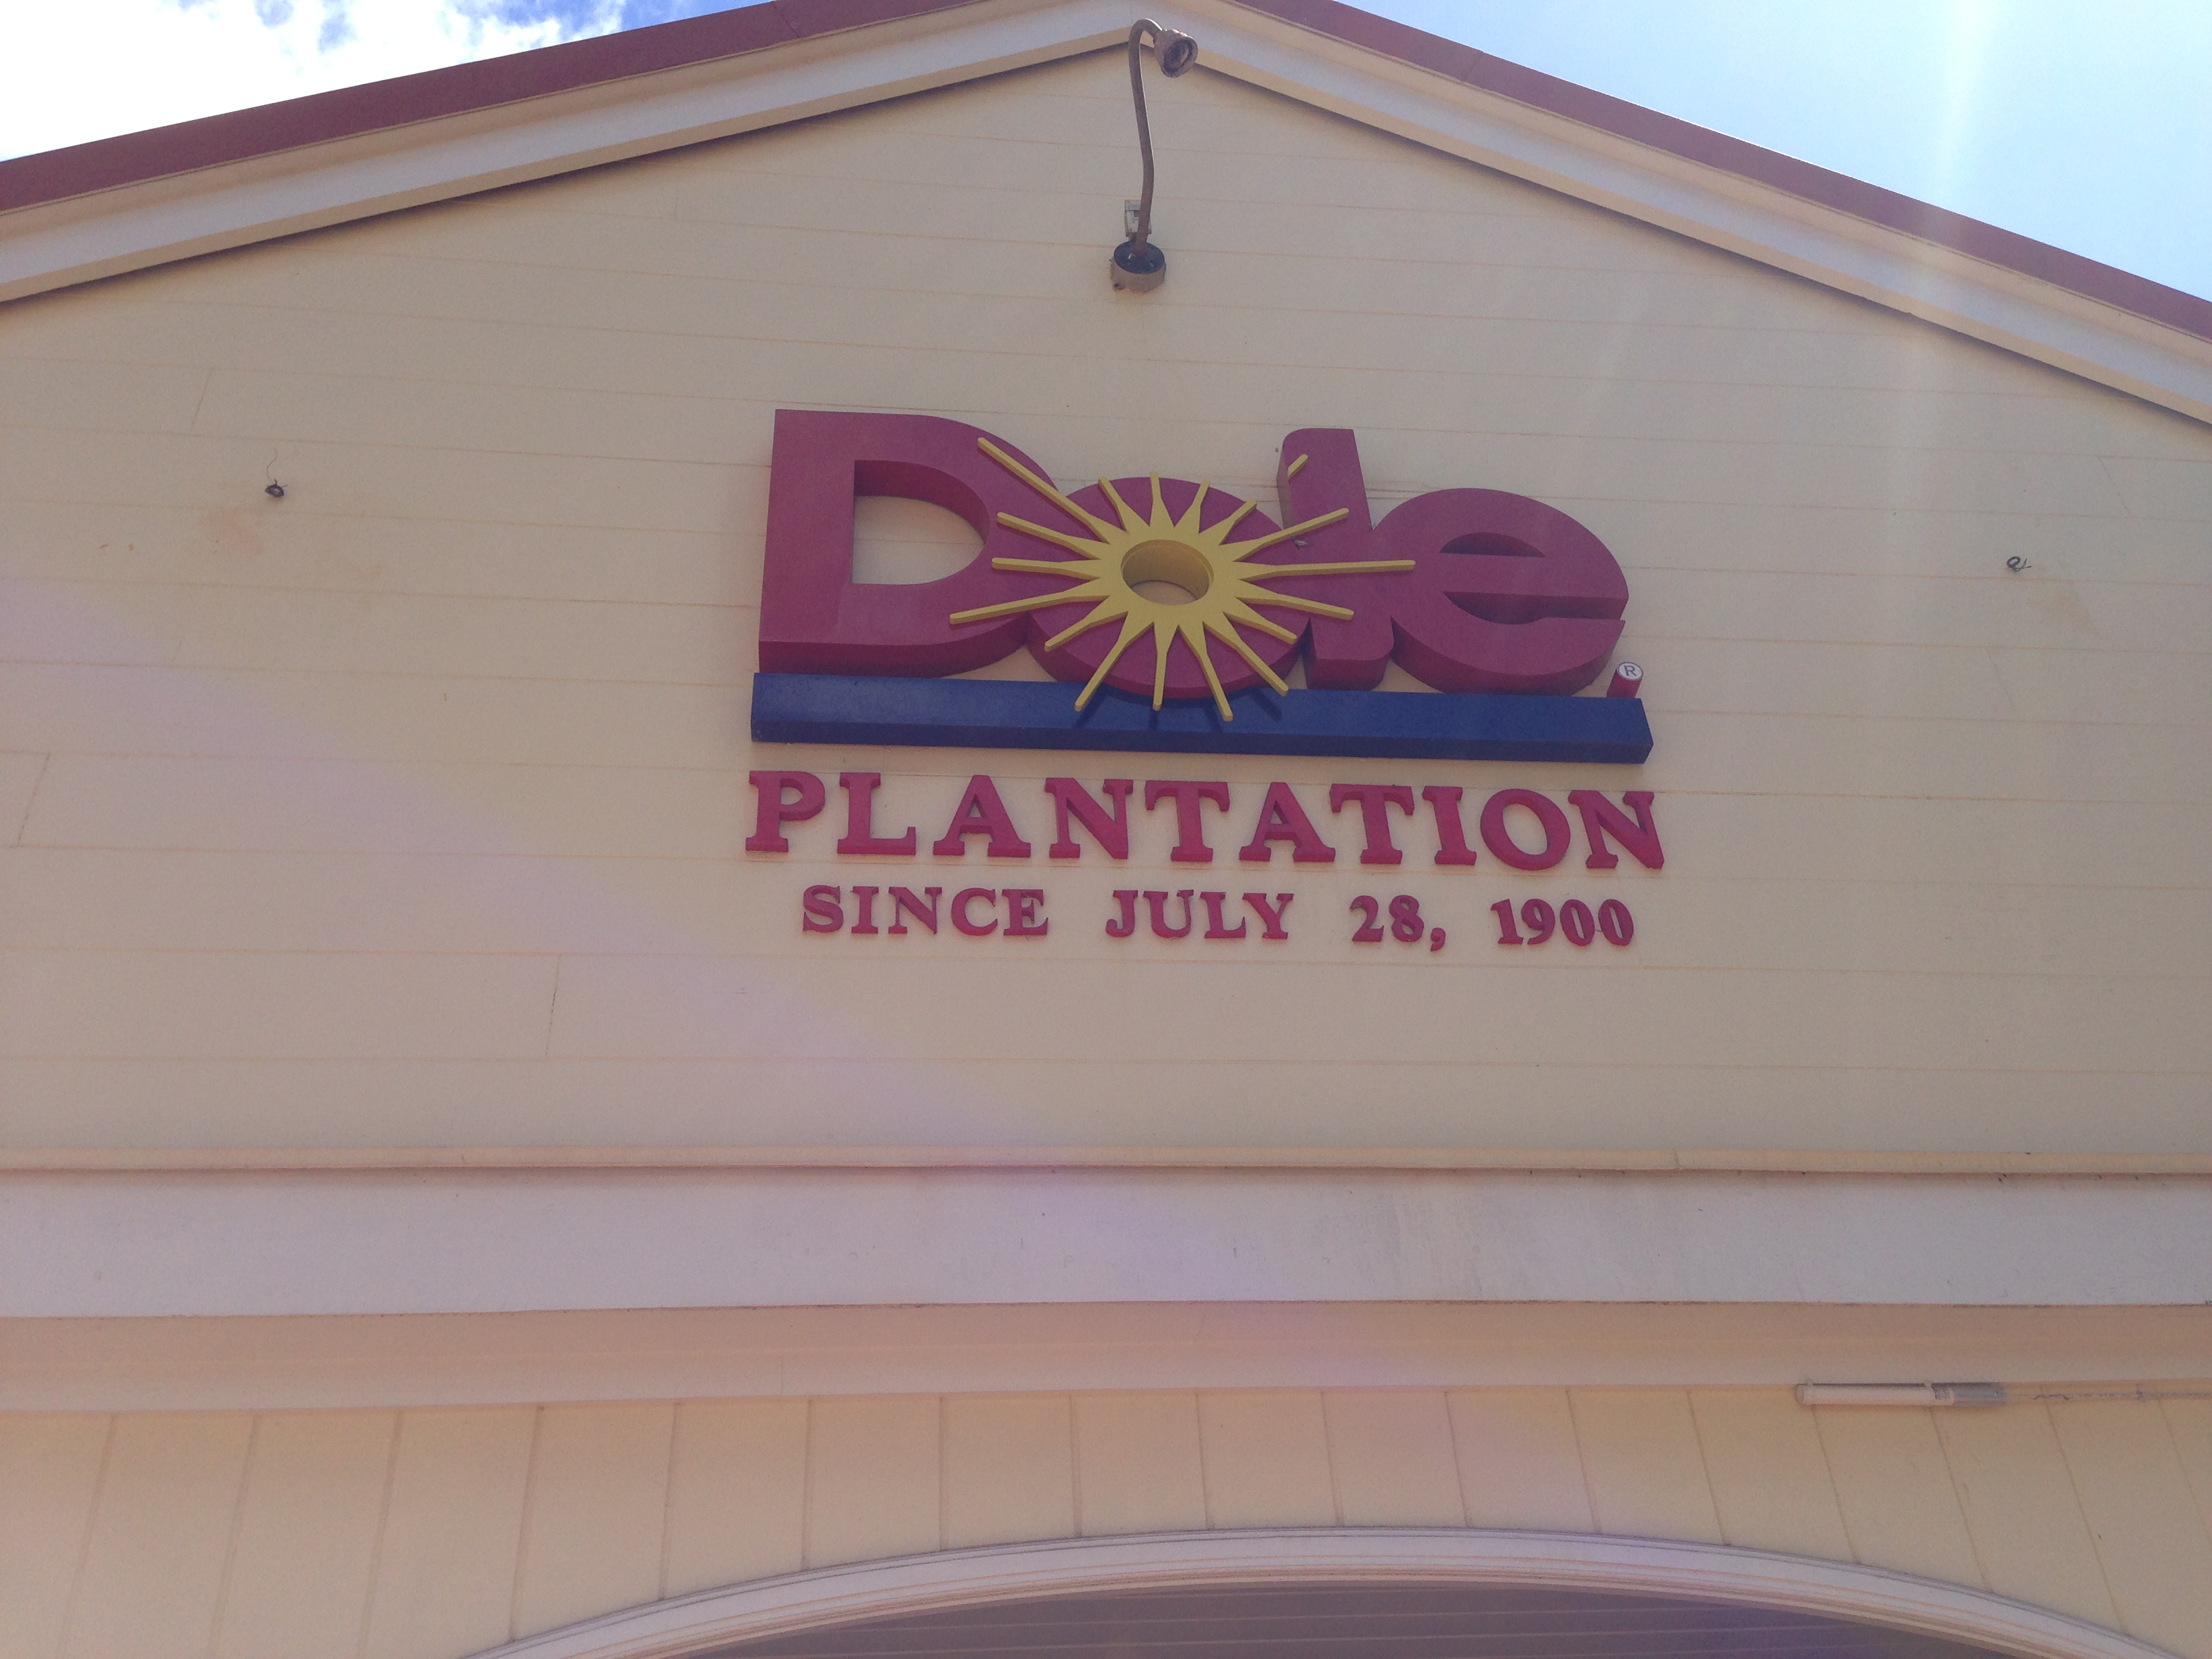 Dole®
PLANTATION
SINCE JULY 28, 1900